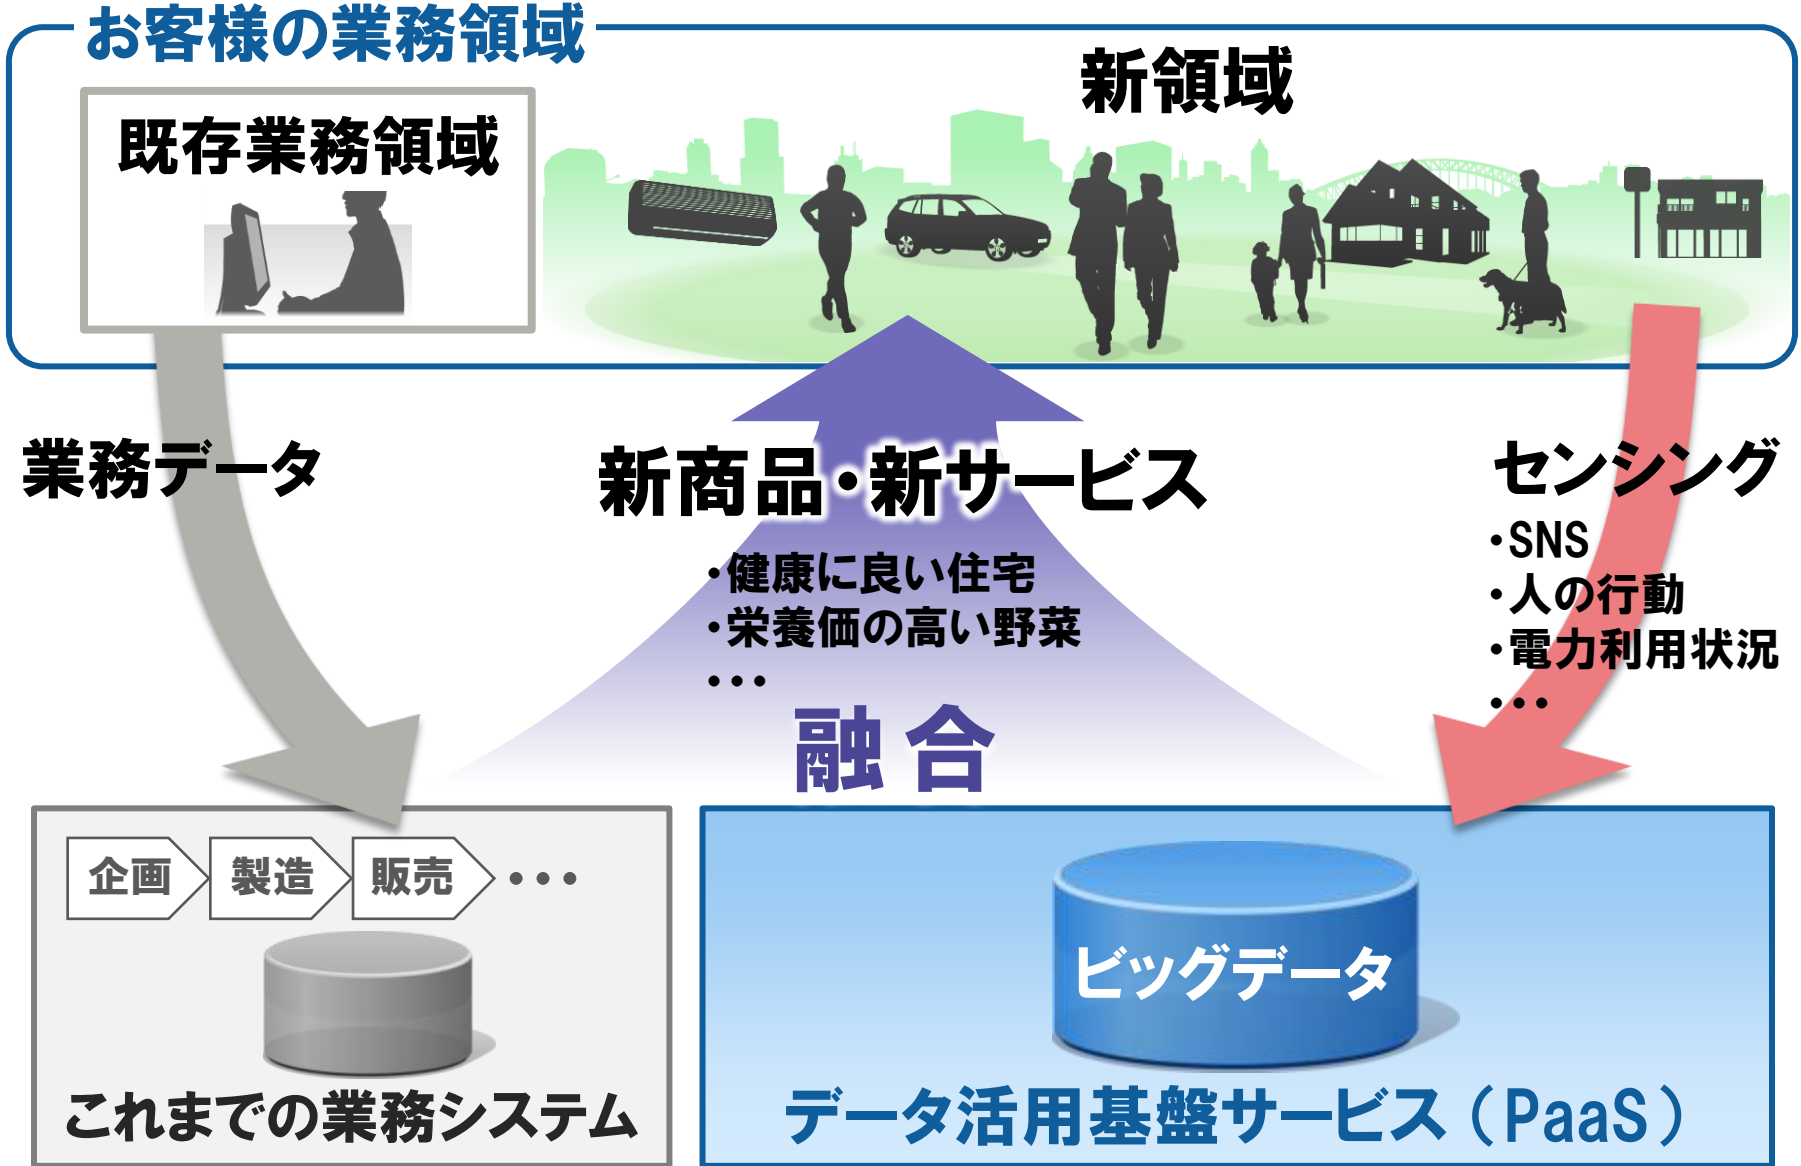 お客様の業務領域
既存業務領域
新領域
業務データ
新商品・新サービス
・健康に良い住宅
・栄養価の高い野菜
・・・
融合
センシング
・SNS
・人の行動
・電力利用状況
・・・
企画
製造
販売
・・・
これまでの業務システム
ビッグデータ
データ活用基盤サービス（PaaS）